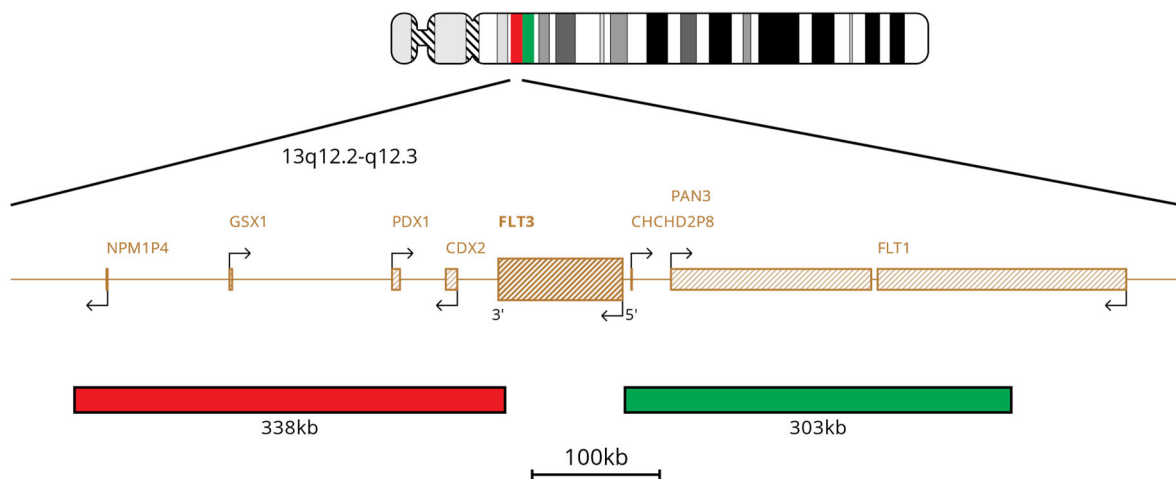 13q12.2-q12.3
PAN3
GSX1 PDX1 FLT3 CHCHD2P8
NPM1P4 CDX2 FLT1
3' 5'
338kb 303kb
100kb